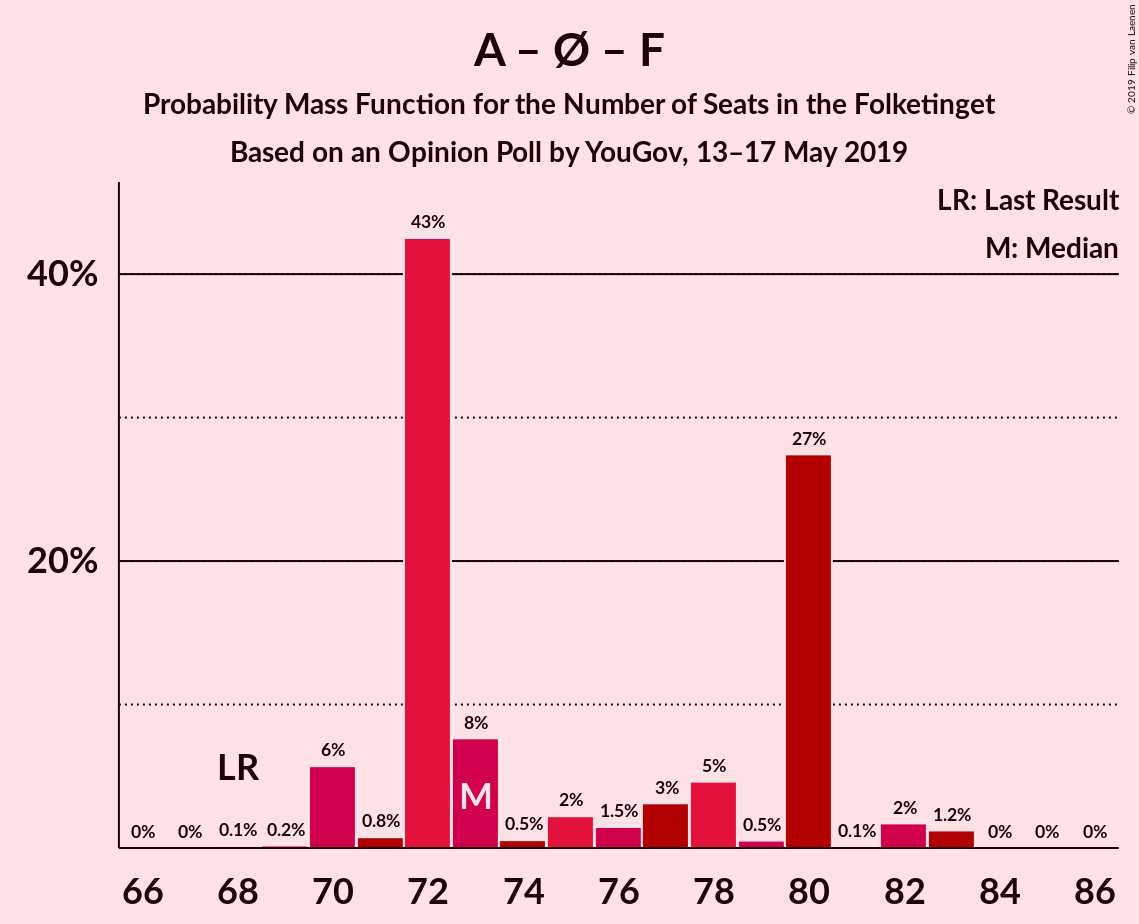 A – Ø – F
Probability Mass Function for the Number of Seats in the Folketinget
Based on an Opinion Poll by YouGov, 13–17 May 2019
© 2019 Filip van Laenen
LR: Last Result
M: Median
40%
20%
43%
27%
8%
6%
5%
3%
2%
1.5%
0.8%
0.5%
0.5%
0%
0%
0.1%
0.2%
0.1%
2%
1.2%
0%
0%
0%
LR
M
66 68 70 72 74 76 78 80 82 84 86